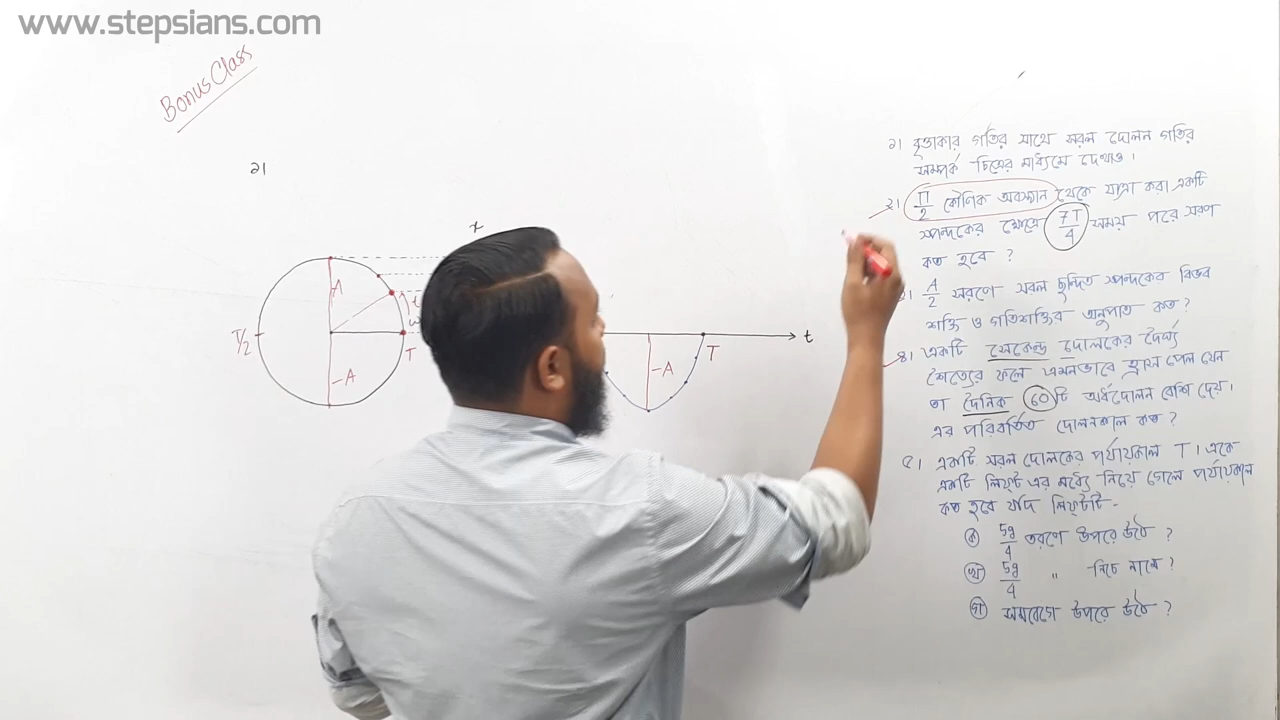 www.stepsians.com
Bonus Class
১।
x
A
-A
T/2
T
t
-A
T
t
১। বৃত্তাকার গতির সাথে সরল দোলন গতির
সম্পর্ক চিত্রের মাধ্যমে দেখাও।
২। π/2 কৌণিক অবস্থান থেকে যাত্রা করা একটি
স্পন্দকের ক্ষেত্রে 7T/4 সময় পরে সরণ
কত হবে ?
A/2 সরণে সরল ছন্দিত স্পন্দকের বিভব
শক্তি ও গতিশক্তির অনুপাত কত?
৪। একটি সেকেন্ড দোলকের দৈর্ঘ্য
শৈত্যের ফলে এমনভাবে হ্রাস পেল যেন
তা দৈনিক 60 টি অর্ধদোলন বেশি দেয়।
এর পরিবর্তিত দোলনকাল কত?
৫। একটি সরল দোলকের পর্যায়কাল T। একে
একটি লিফ্ট এর মধ্যে নিয়ে গেলে পর্যায়কাল
কত হবে যদি লিফ্টটি -
ক) 5g/4 ত্বরণে উপরে উঠে ?
খ) 5g/4 " নিচে নামে ?
গ) সমবেগে উপরে উঠে ?